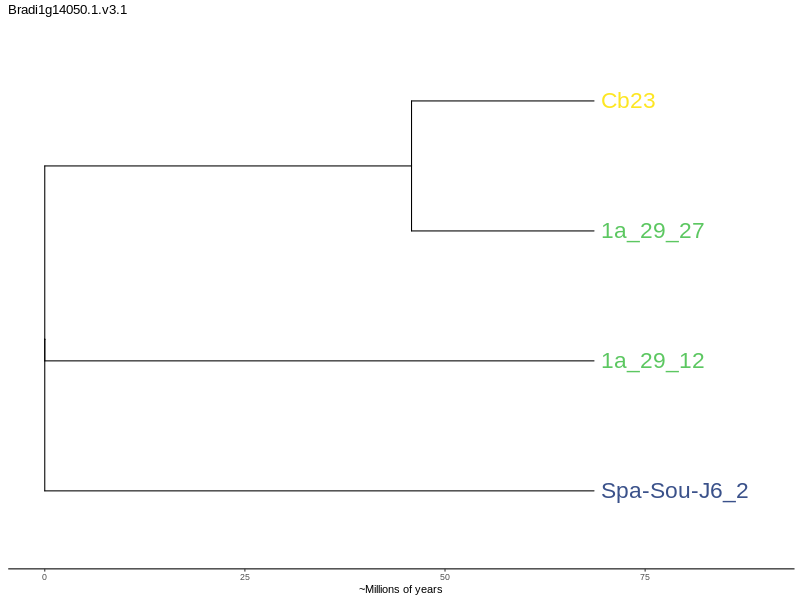 Bradi1g14050.1.v3.1
Cb23
1a_29_27
1a_29_12
Spa-Sou-J6_2
0 25 50 75
~Millions of years